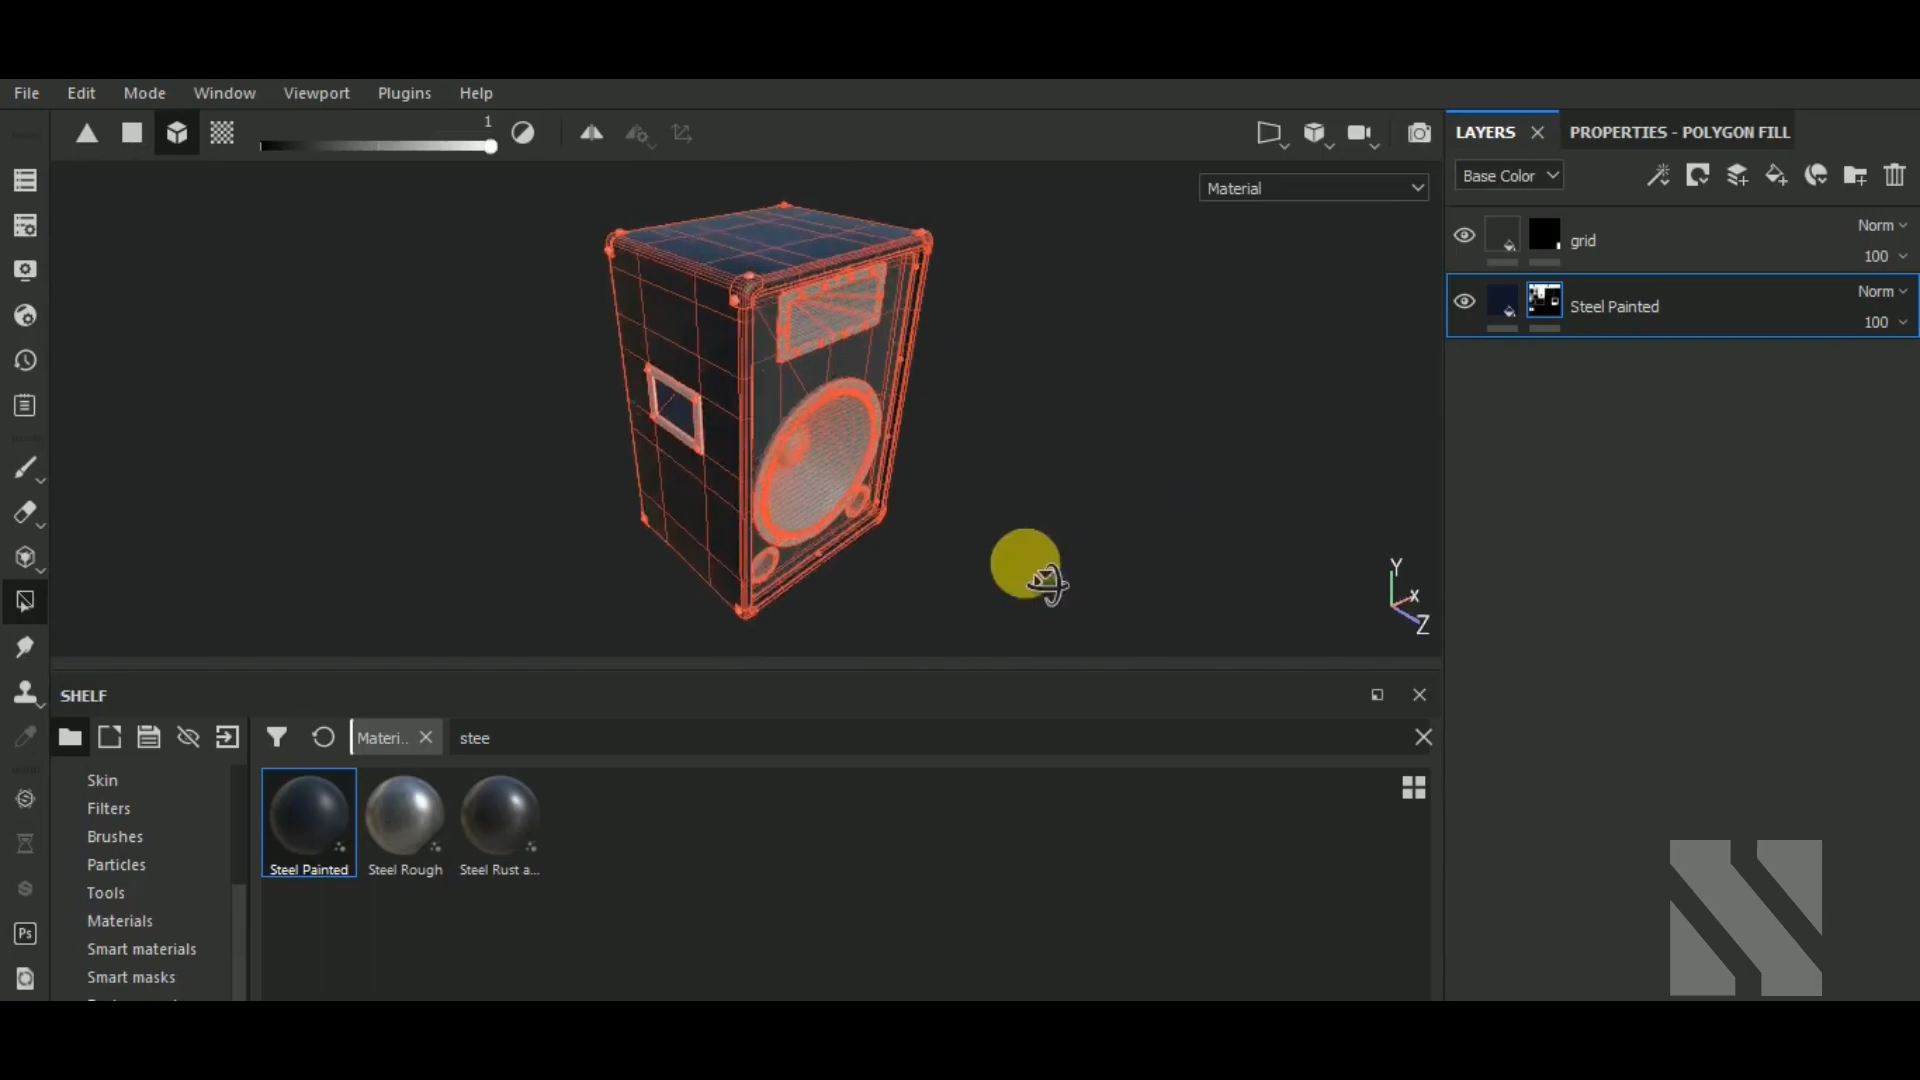 File Edit Mode Window Viewport Plugins Help
1
LAYERS PROPERTIES - POLYGON FILL
Base Color
Material
grid Norm
100
Steel Painted Norm
100
Y
X
Z
SHELF
Materi.. stee
Skin
Filters
Brushes
Particles
Tools
Materials
Smart materials
Smart masks
Steel Painted Steel Rough Steel Rust a...
Ps